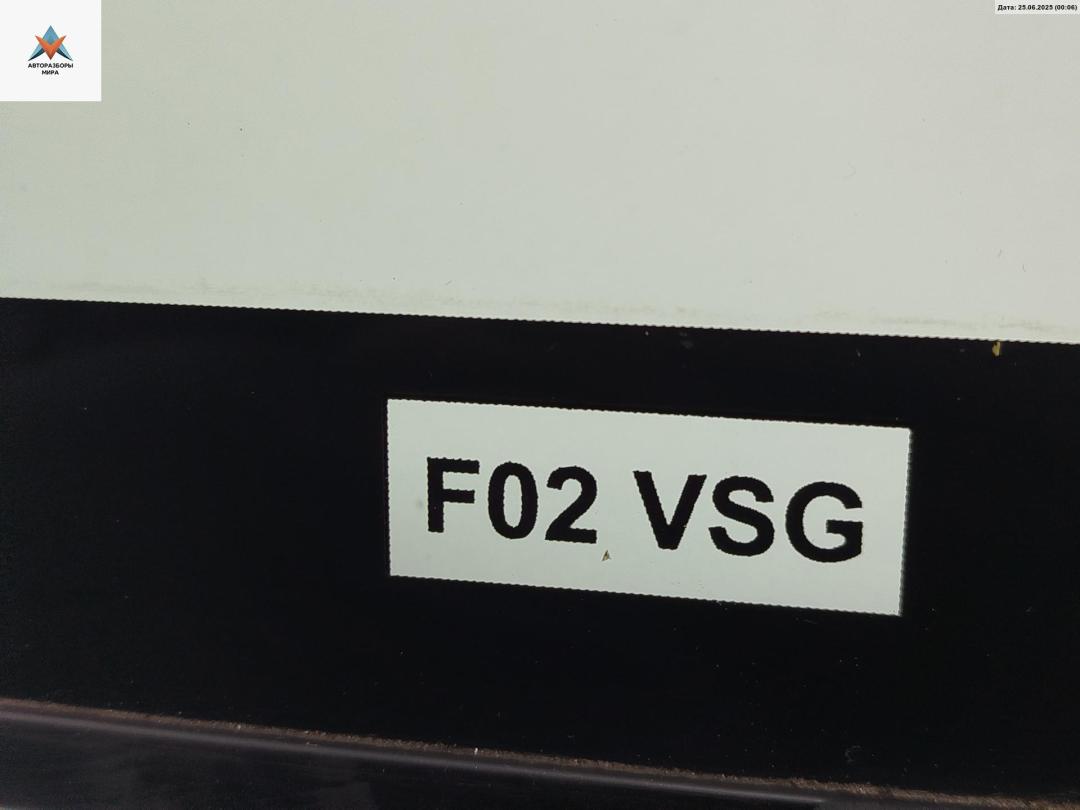 Дата: 25.06.2025 (00:06)
АВТОРАЗБОРЫ
МИРА
F02 VSG